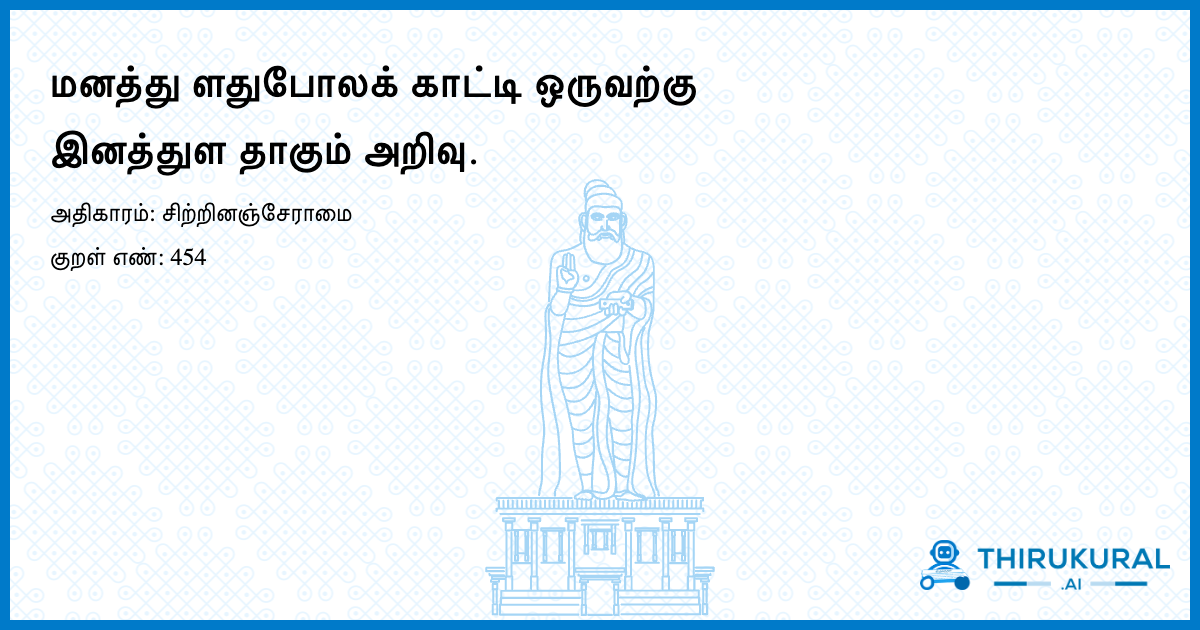 மனத்து ளதுபோலக் காட்டி ஒருவற்கு
இனத்துள தாகும் அறிவு.
அதிகாரம்: சிற்றினஞ்சேராமை
குறள் எண்: 454
THIRUKURAL
.AI